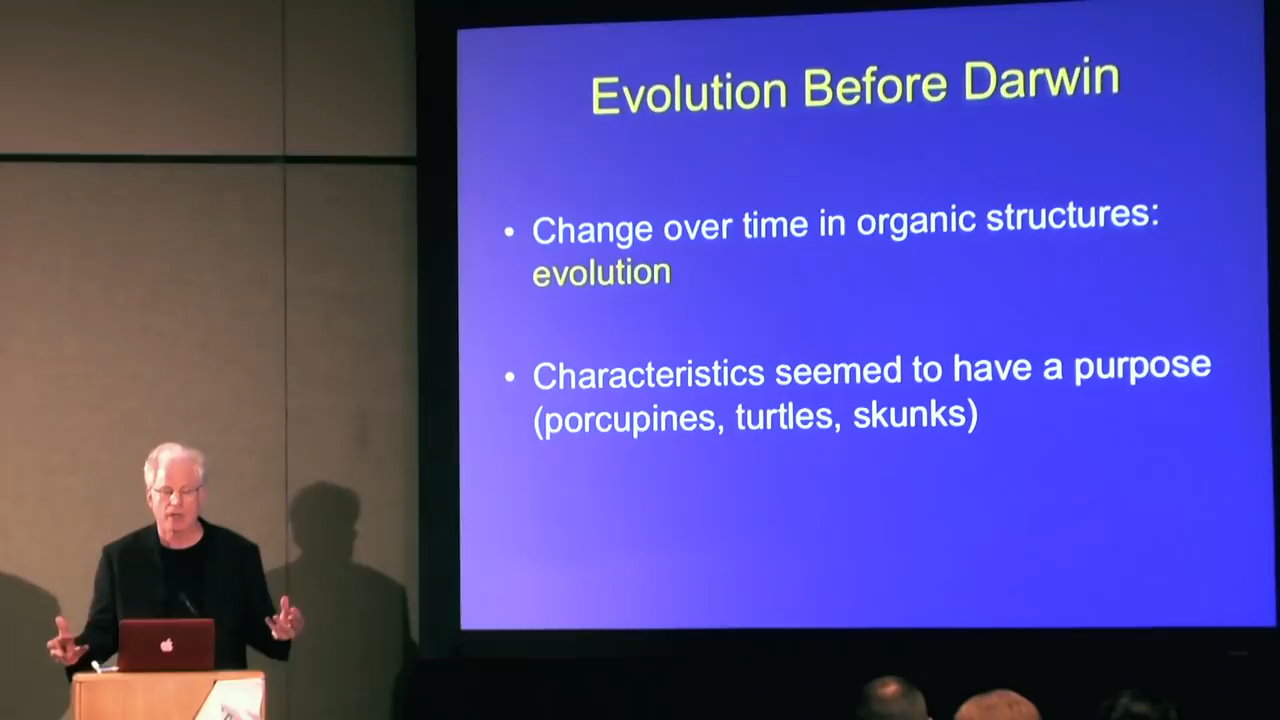 Evolution Before Darwin
• Change over time in organic structures:
evolution
• Characteristics seemed to have a purpose
(porcupines, turtles, skunks)